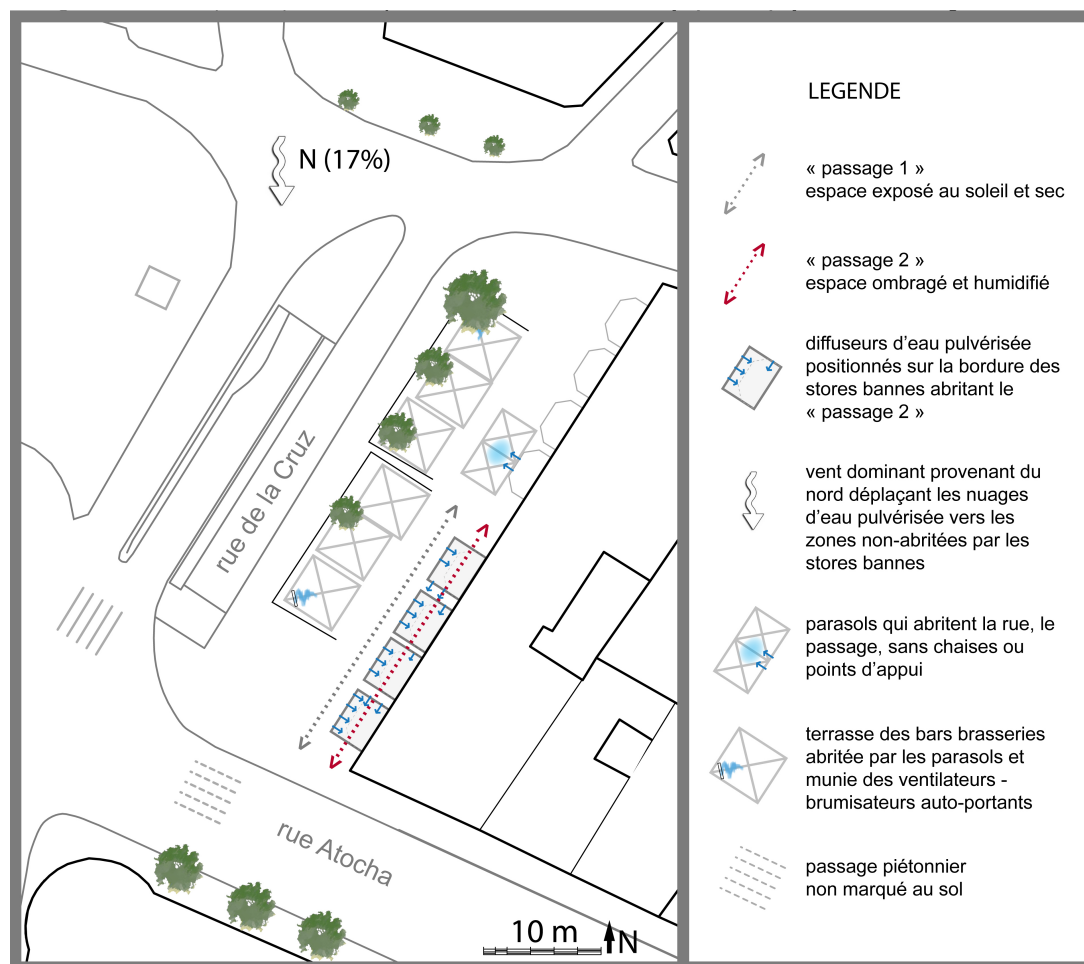 N (17%)
rue de la Cruz
rue Atocha
10 m
N
LEGENDE
« passage 1 »
espace exposé au soleil et sec
« passage 2 »
espace ombragé et humidifié
diffuseurs d’eau pulvérisée
positionnés sur la bordure des
stores bannes abritant le
« passage 2 »
vent dominant provenant du
nord déplaçant les nuages
d’eau pulvérisée vers les
zones non-abritées par les
stores bannes
parasols qui abritent la rue, le
passage, sans chaises ou
points d’appui
terrasse des bars brasseries
abritée par les parasols et
munie des ventilateurs -
brumisateurs auto-portants
passage piétonnier
non marqué au sol